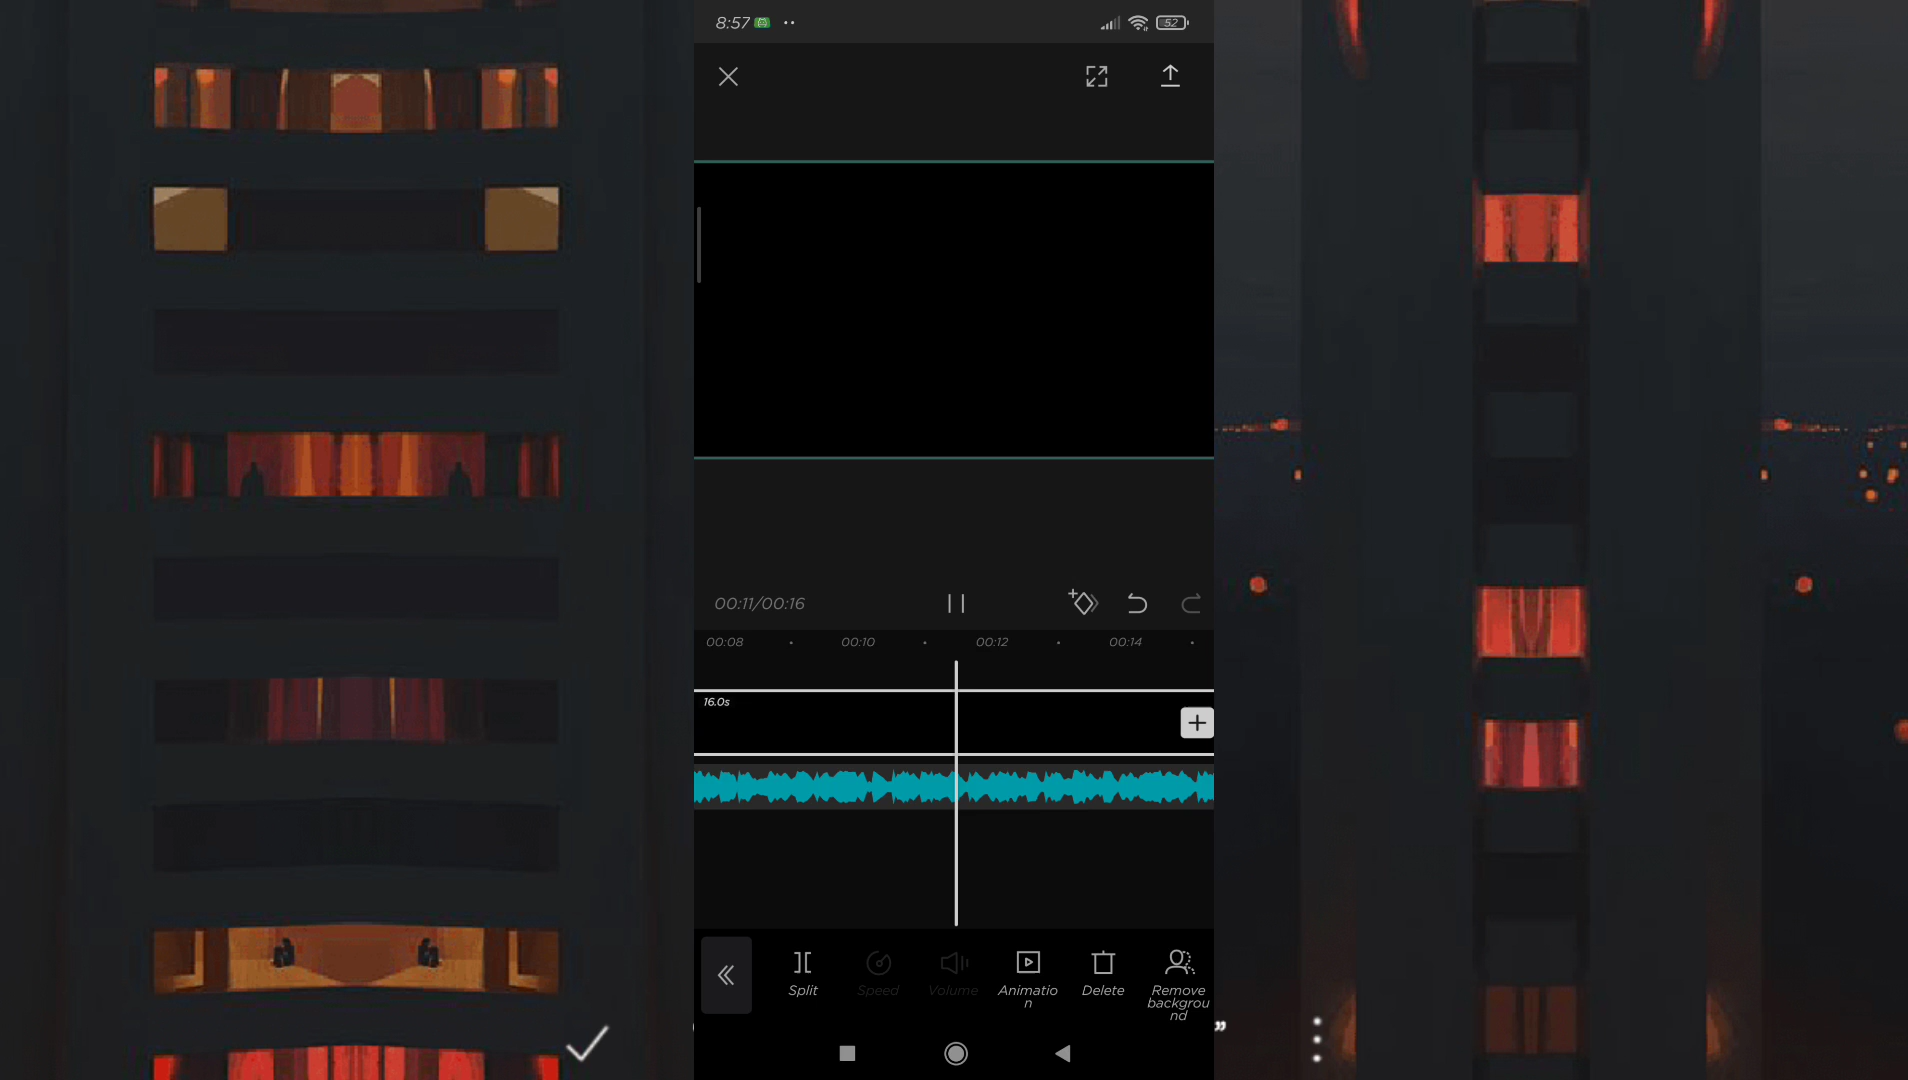 8:57
52
00:11/00:16
00:08
00:10
00:12
00:14
16.0s
Split
Speed
Volume
Animatio
n
Delete
Remove
backgrou
nd
”